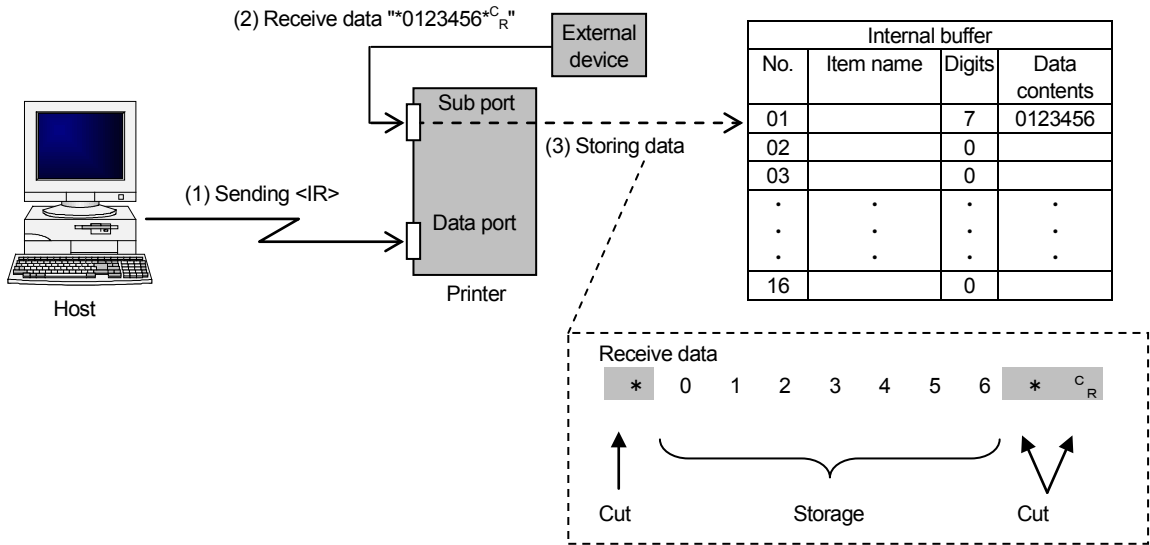 (2) Receive data "*0123456*CR"
External
device
Sub port
(3) Storing data
(1) Sending <IR>
Data port
Printer
Host
Internal buffer
No. Item name Digits Data contents
01 7 0123456
02 0
03 0
· · · ·
· · · ·
· · · ·
16 0
Receive data
* 0 1 2 3 4 5 6 * CR
Cut Storage Cut